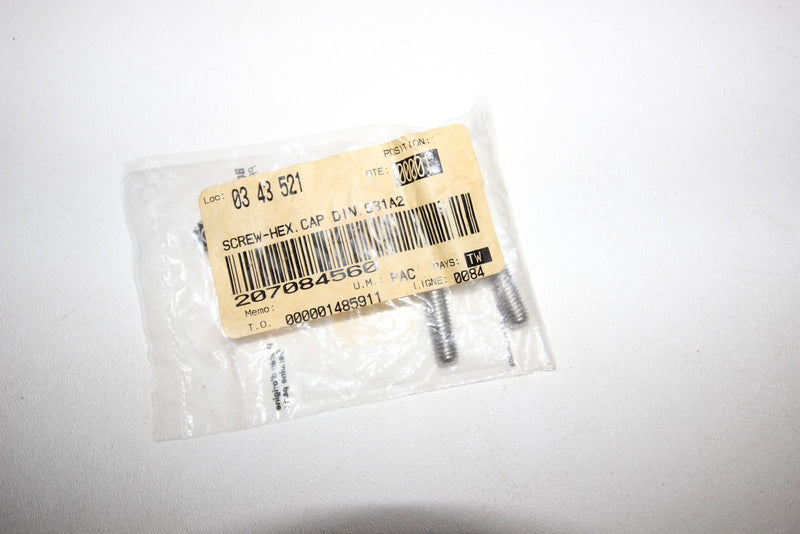 POSITION:
Loc: 03 43 521
QTE: 0000
SCREW-HEX.CAP DIN.931A2
207084560
U.M.: PAC
PAYS: TW
Memo:
LIGNE: 0084
T.O. 000001485911